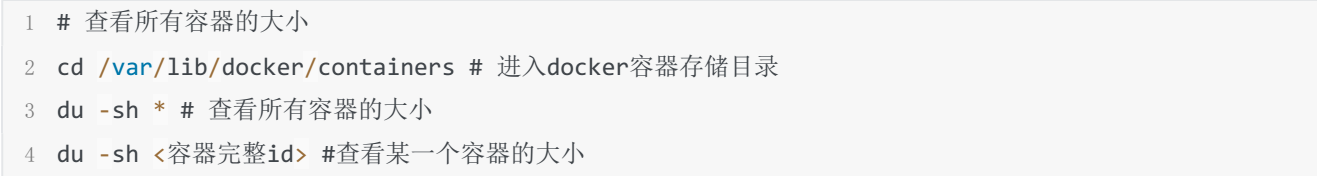 1 # 查看所有容器的大小
2 cd /var/lib/docker/containers # 进入docker容器存储目录
3 du -sh * # 查看所有容器的大小
4 du -sh <容器完整id> #查看某一个容器的大小